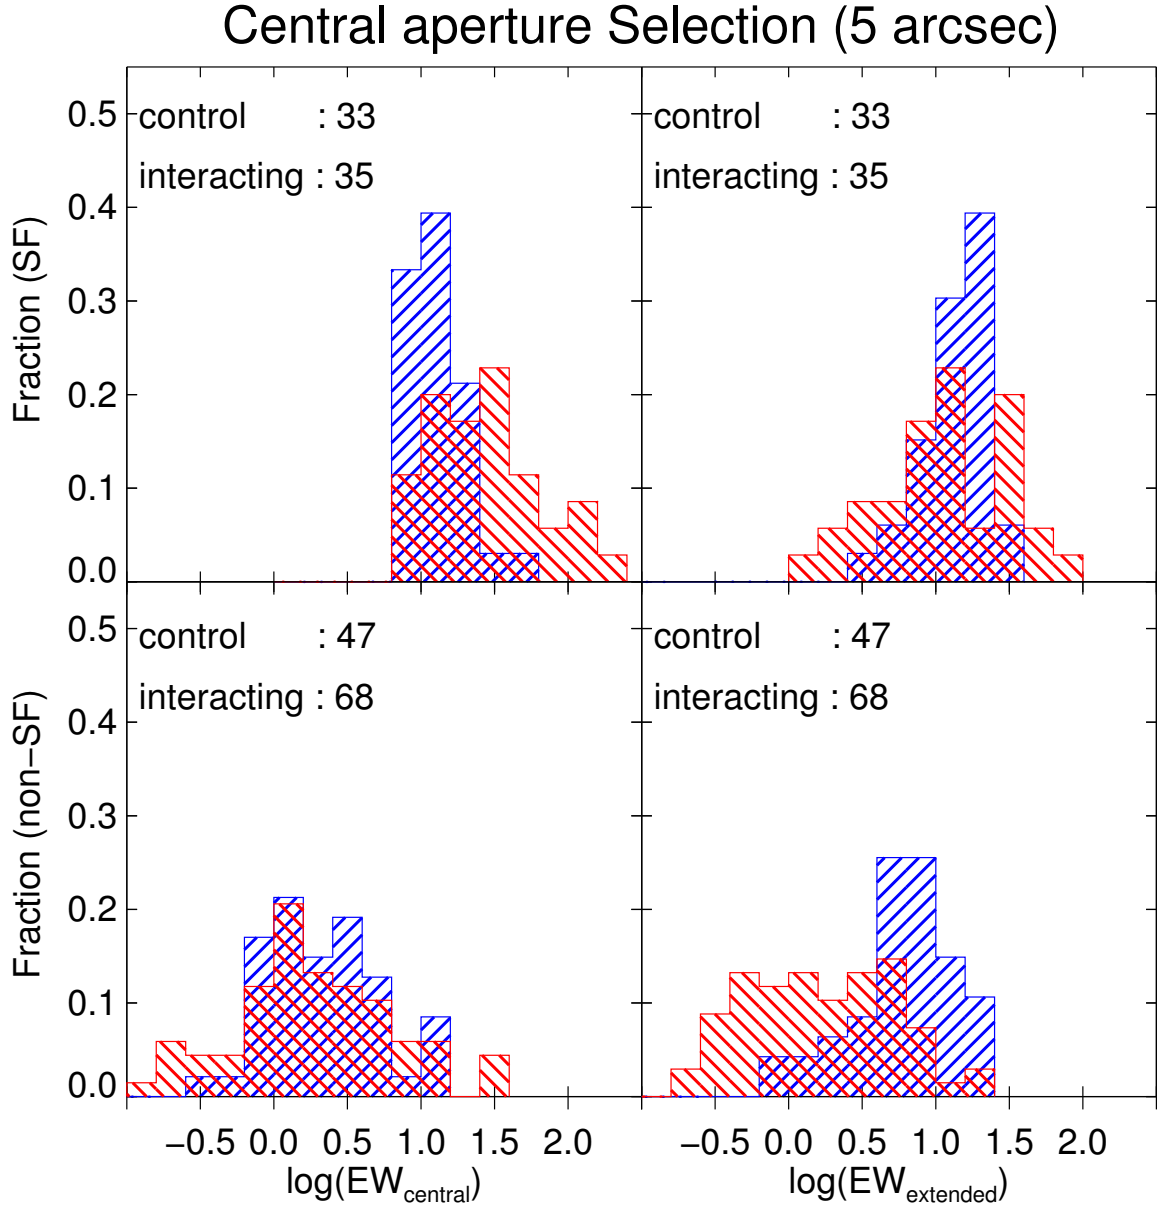 Central aperture Selection (5 arcsec)
control : 33
interacting : 35
control : 33
interacting : 35
Fraction (SF)
0.5
0.4
0.3
0.2
0.1
0.0
control : 47
interacting : 68
control : 47
interacting : 68
Fraction (non−SF)
0.5
0.4
0.3
0.2
0.1
0.0
−0.5 0.0 0.5 1.0 1.5 2.0
−0.5 0.0 0.5 1.0 1.5 2.0
log(EW_central)
log(EW_extended)